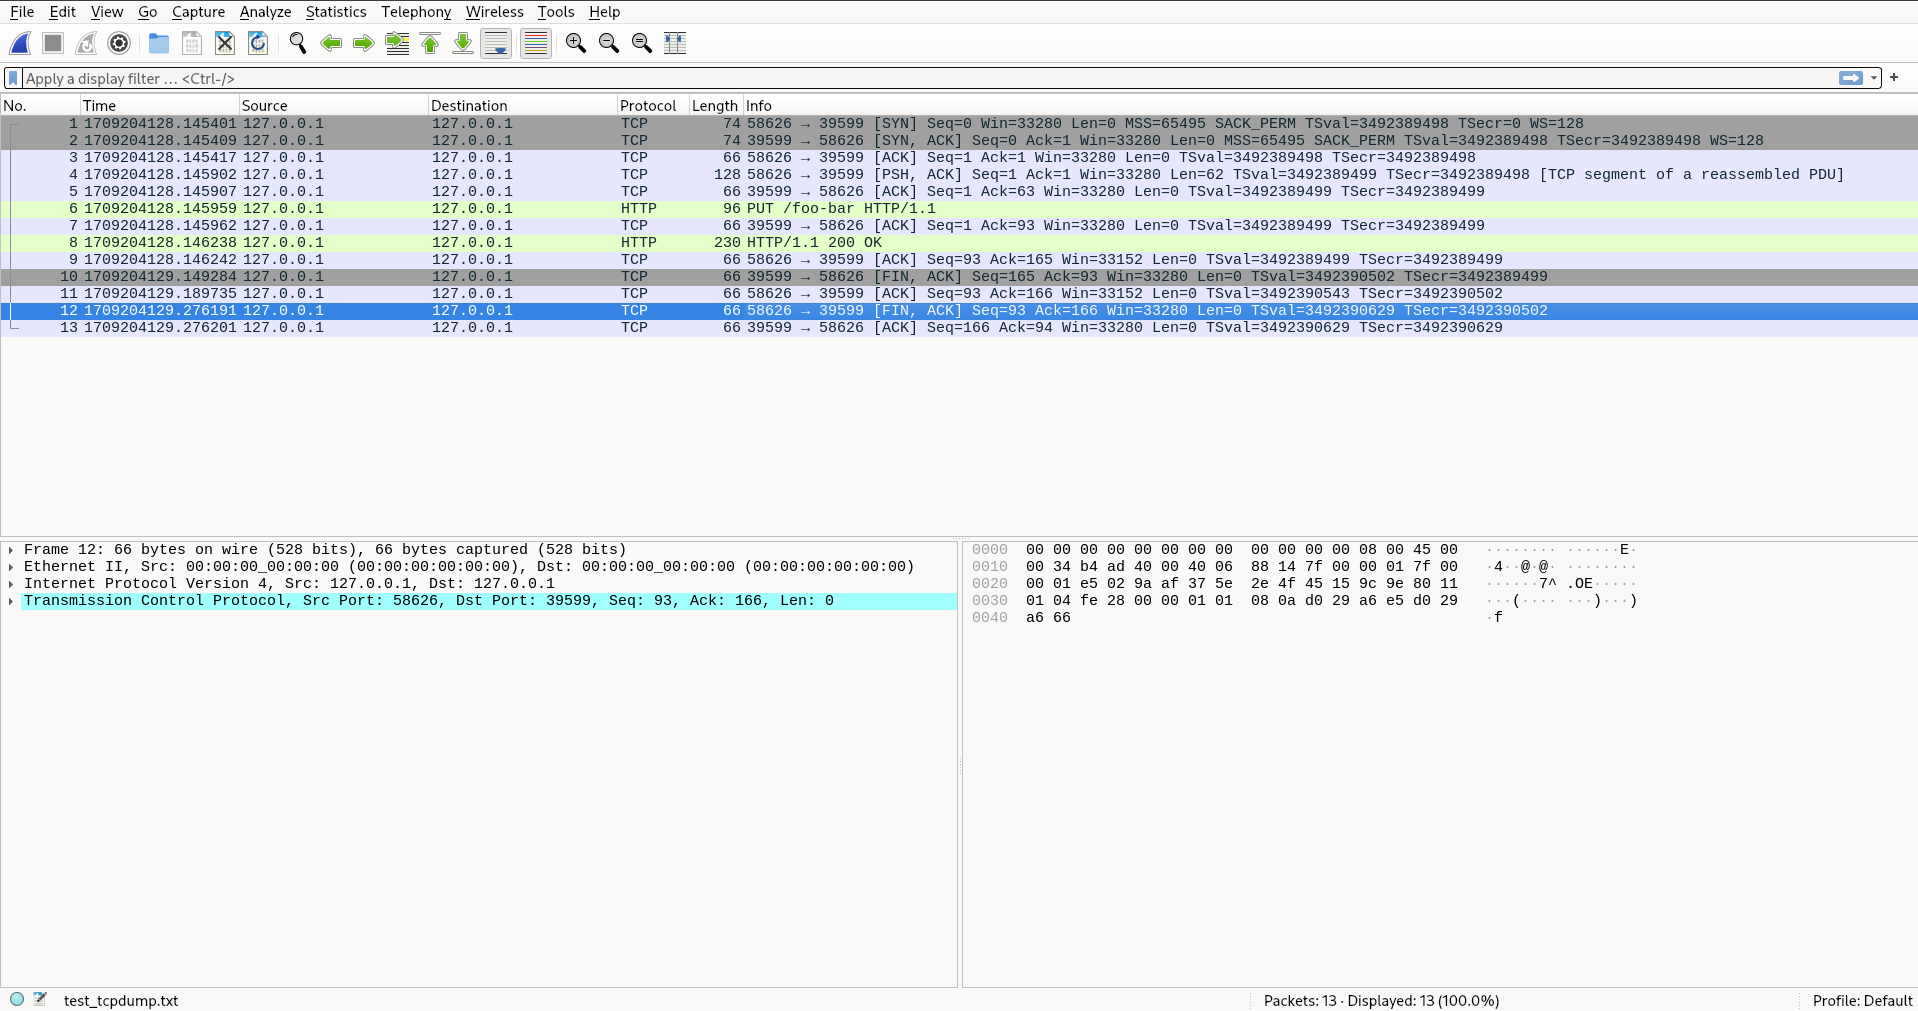 File Edit View Go Capture Analyze Statistics Telephony Wireless Tools Help
Apply a display filter … <Ctrl-/>
No. Time Source Destination Protocol Length Info
1 1709204128.145401 127.0.0.1 127.0.0.1 TCP 74 58626 → 39599 [SYN] Seq=0 Win=33280 Len=0 MSS=65495 SACK_PERM TSval=3492389498 TSecr=0 WS=128
2 1709204128.145409 127.0.0.1 127.0.0.1 TCP 74 39599 → 58626 [SYN, ACK] Seq=0 Ack=1 Win=33280 Len=0 MSS=65495 SACK_PERM TSval=3492389498 TSecr=3492389498 WS=128
3 1709204128.145417 127.0.0.1 127.0.0.1 TCP 66 58626 → 39599 [ACK] Seq=1 Ack=1 Win=33280 Len=0 TSval=3492389498 TSecr=3492389498
4 1709204128.145902 127.0.0.1 127.0.0.1 TCP 128 58626 → 39599 [PSH, ACK] Seq=1 Ack=1 Win=33280 Len=62 TSval=3492389499 TSecr=3492389498 [TCP segment of a reassembled PDU]
5 1709204128.145907 127.0.0.1 127.0.0.1 TCP 66 39599 → 58626 [ACK] Seq=1 Ack=63 Win=33280 Len=0 TSval=3492389499 TSecr=3492389499
6 1709204128.145959 127.0.0.1 127.0.0.1 HTTP 96 PUT /foo-bar HTTP/1.1
7 1709204128.145962 127.0.0.1 127.0.0.1 TCP 66 39599 → 58626 [ACK] Seq=1 Ack=93 Win=33280 Len=0 TSval=3492389499 TSecr=3492389499
8 1709204128.146238 127.0.0.1 127.0.0.1 HTTP 230 HTTP/1.1 200 OK
9 1709204128.146242 127.0.0.1 127.0.0.1 TCP 66 58626 → 39599 [ACK] Seq=93 Ack=165 Win=33152 Len=0 TSval=3492389499 TSecr=3492389499
10 1709204129.149284 127.0.0.1 127.0.0.1 TCP 66 39599 → 58626 [FIN, ACK] Seq=165 Ack=93 Win=33280 Len=0 TSval=3492390502 TSecr=3492389499
11 1709204129.189735 127.0.0.1 127.0.0.1 TCP 66 58626 → 39599 [ACK] Seq=93 Ack=166 Win=33152 Len=0 TSval=3492390543 TSecr=3492390502
12 1709204129.276191 127.0.0.1 127.0.0.1 TCP 66 58626 → 39599 [FIN, ACK] Seq=93 Ack=166 Win=33280 Len=0 TSval=3492390629 TSecr=3492390502
13 1709204129.276201 127.0.0.1 127.0.0.1 TCP 66 39599 → 58626 [ACK] Seq=166 Ack=94 Win=33280 Len=0 TSval=3492390629 TSecr=3492390629
Frame 12: 66 bytes on wire (528 bits), 66 bytes captured (528 bits)
Ethernet II, Src: 00:00:00_00:00:00 (00:00:00:00:00:00), Dst: 00:00:00_00:00:00 (00:00:00:00:00:00)
Internet Protocol Version 4, Src: 127.0.0.1, Dst: 127.0.0.1
Transmission Control Protocol, Src Port: 58626, Dst Port: 39599, Seq: 93, Ack: 166, Len: 0
0000 00 00 00 00 00 00 00 00 00 00 00 00 08 00 45 00 ········ ······E·
0010 00 34 b4 ad 40 00 40 06 88 14 7f 00 00 01 7f 00 ·4··@·@· ········
0020 00 01 e5 02 9a af 37 5e 2e 4f 45 15 9c 9e 80 11 ······7^ .OE·····
0030 01 04 fe 28 00 00 01 01 08 0a d0 29 a6 e5 d0 29 ···(···· ···)···)
0040 a6 66 ·f
test_tcpdump.txt
Packets: 13 · Displayed: 13 (100.0%)
Profile: Default